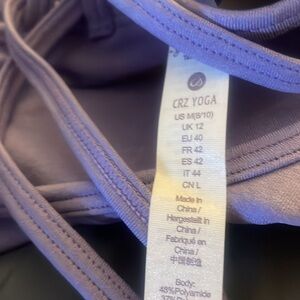 CRZ YOGA
US M(8/10)
UK 12
EU 40
FR 42
ES 42
IT 44
CN L
Made in
China /
Hergestellt in
China /
Fabriqué en
China /
中国制造
Body:
48%Polyamide